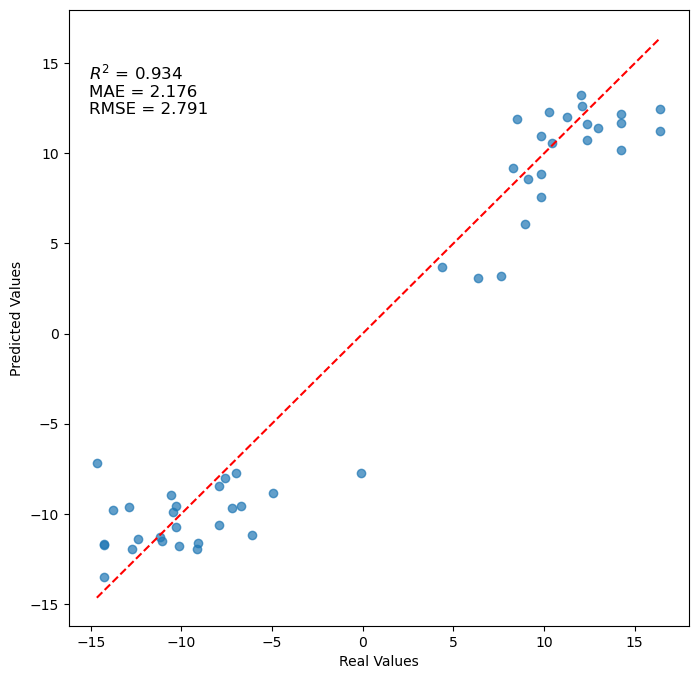 R² = 0.934
MAE = 2.176
RMSE = 2.791
15
10
5
0
−5
−10
−15
Predicted Values
−15
−10
−5
0
5
10
15
Real Values